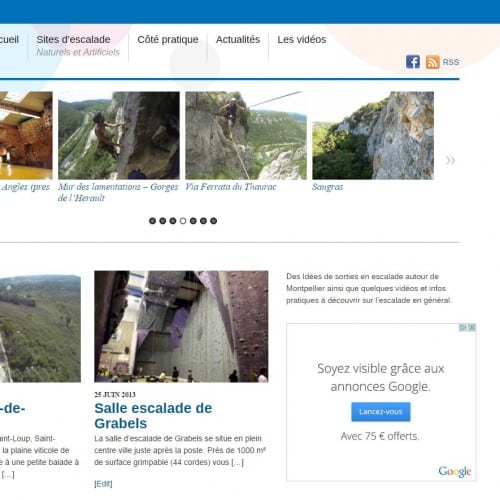 cueil
Sites d'escalade
Naturels et Artificiels
Côté pratique
Actualités
Les vidéos
RSS
Angles (pres
Mur des lamentations – Gorges
de l'Herault
Via Ferrata du Thaurac
Saugras
»
-de-
aint-Loup, Saint-
la plaine viticole de
e à une petite balade à
[…]
25 JUIN 2013
Salle escalade de
Grabels
La salle d'escalade de Grabels se situe en plein
centre ville juste après la poste. Près de 1000 m²
de surface grimpable (44 cordes) vous […]
[Edit]
Des Idées de sorties en escalade autour de
Montpellier ainsi que quelques vidéos et infos
pratiques à découvrir sur l'escalade en général.
Soyez visible grâce aux
annonces Google.
Lancez-vous
Avec 75 € offerts.
Google